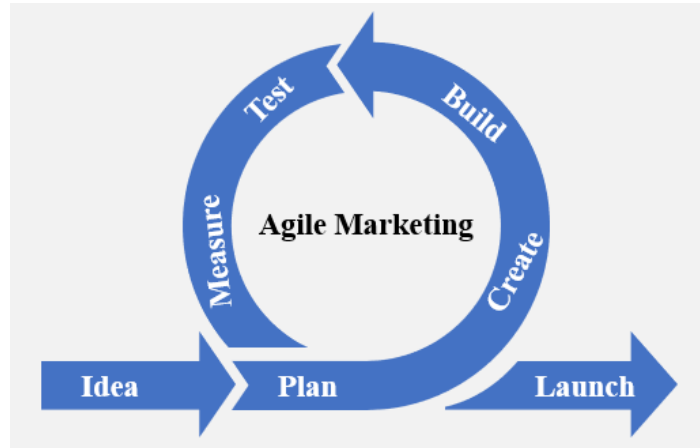 Test
Build
Measure
Agile Marketing
Create
Idea
Plan
Launch